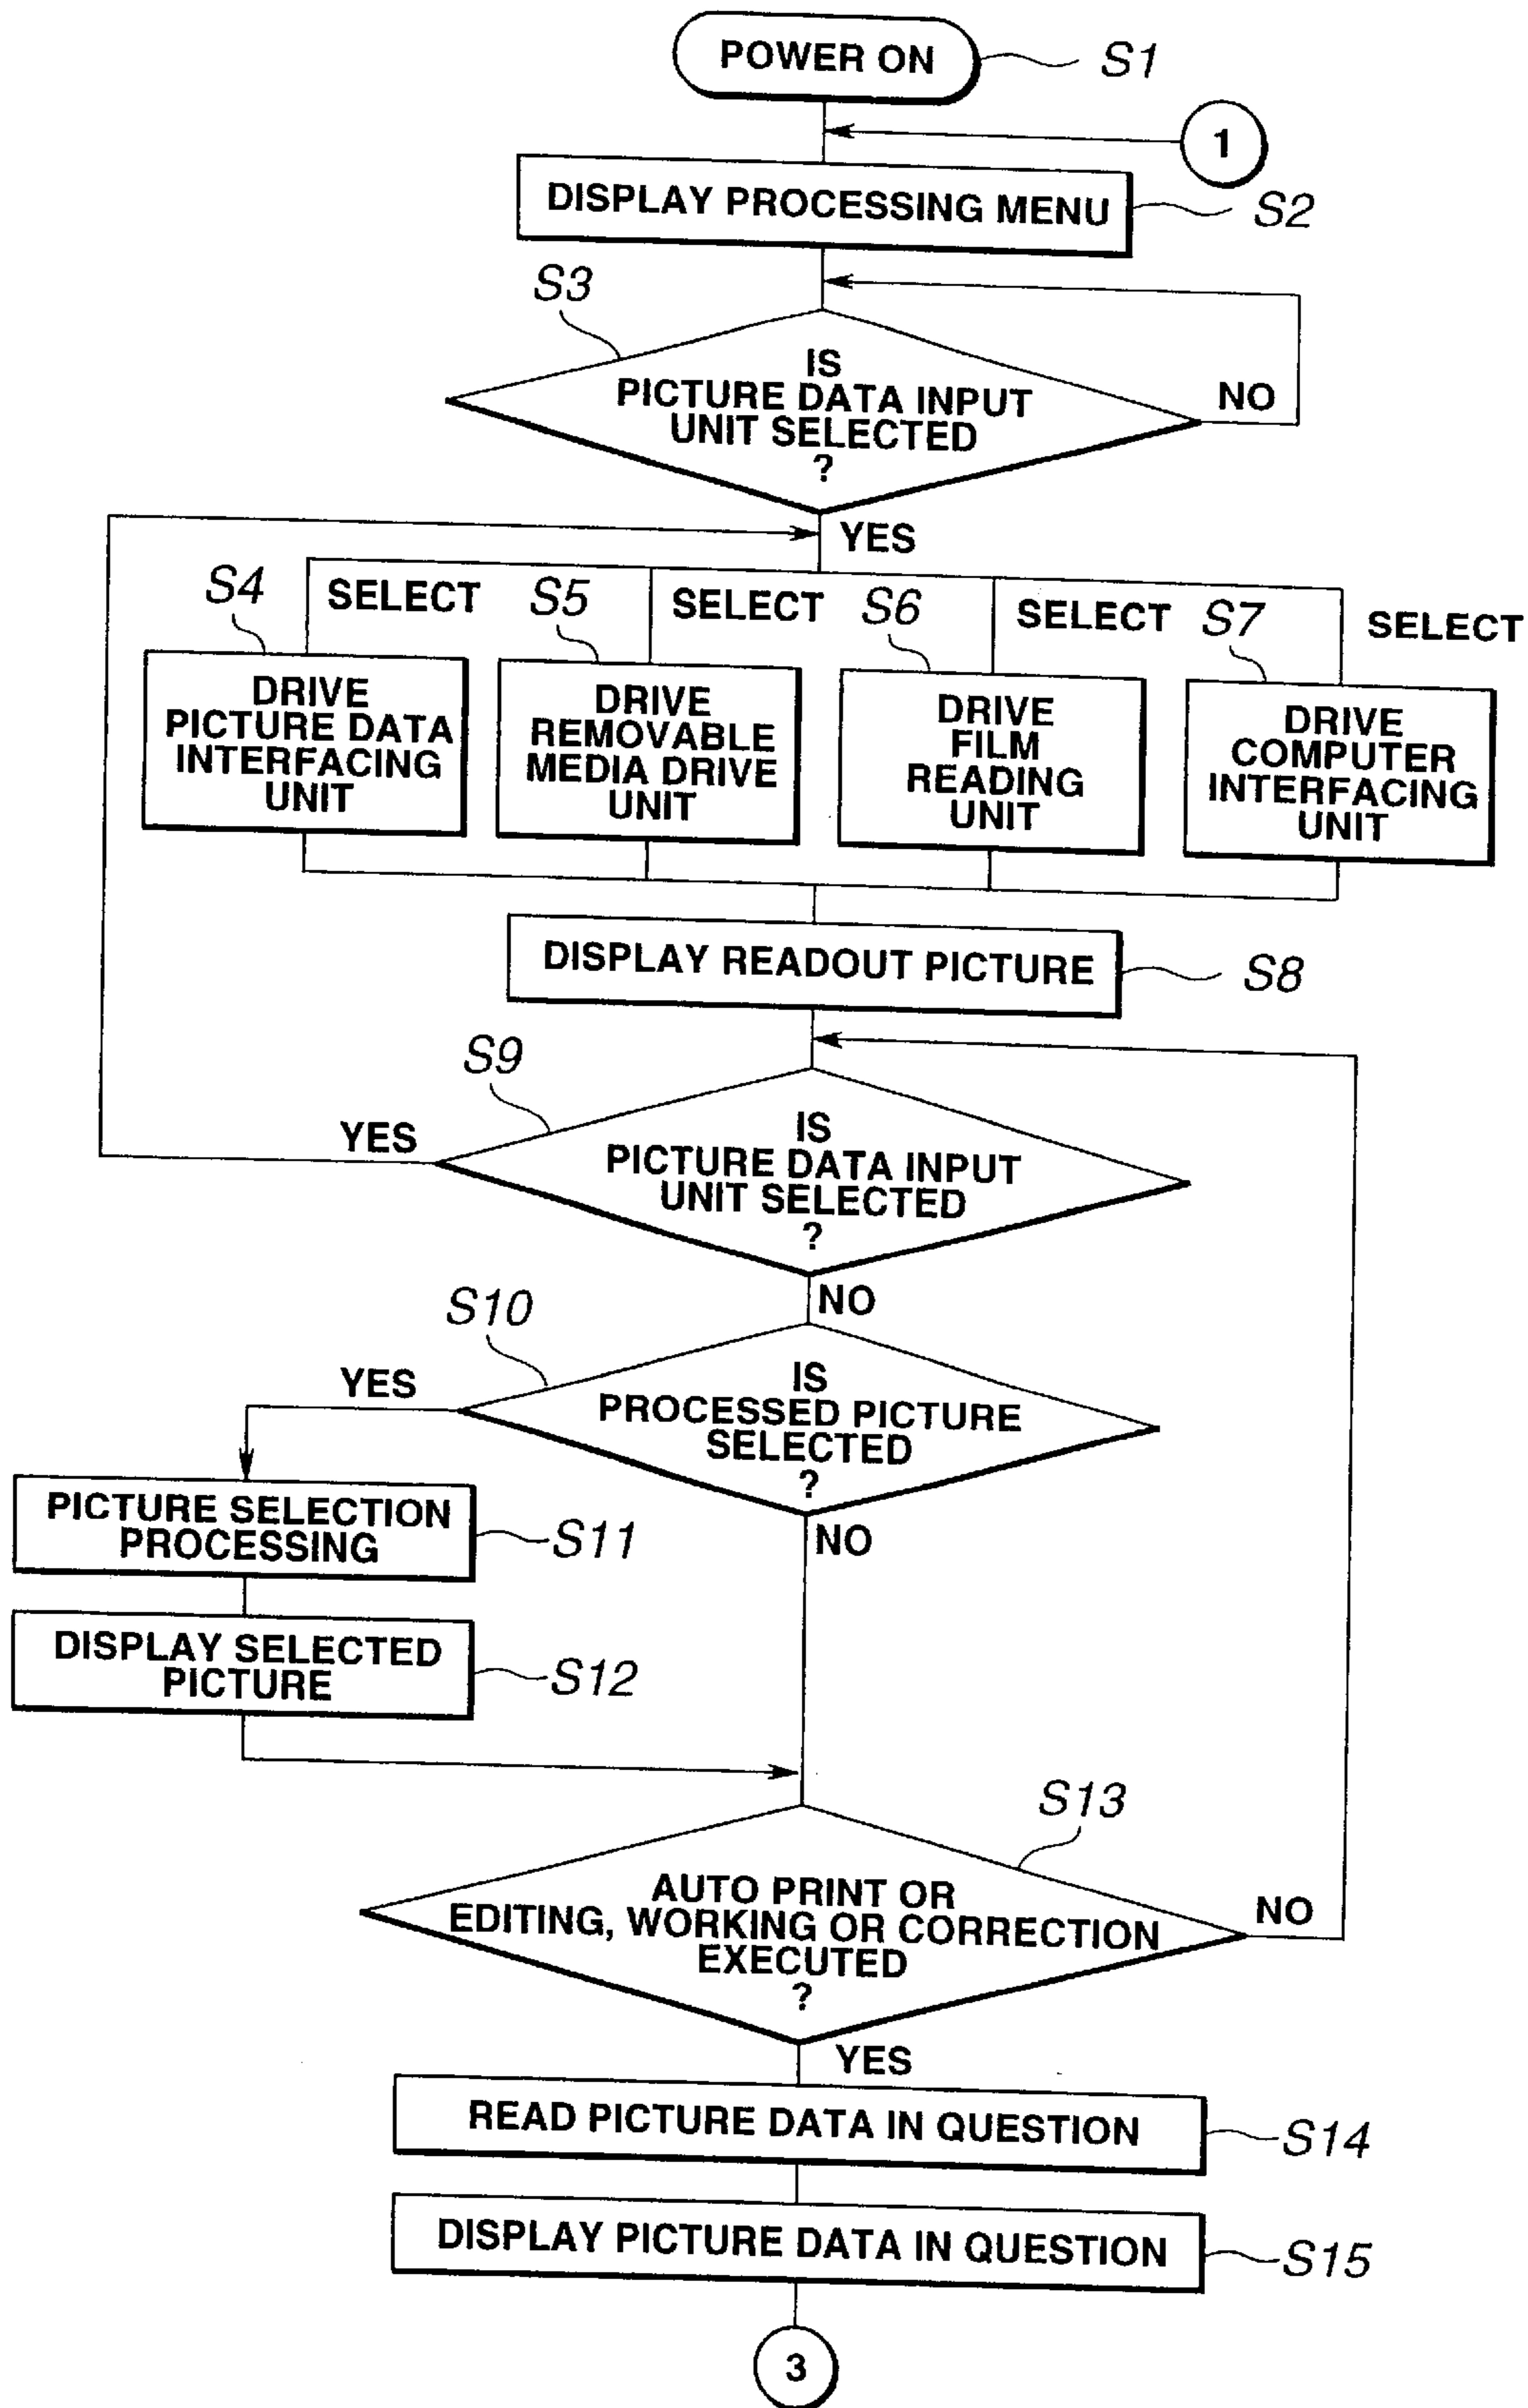 POWER ON
S1
1
DISPLAY PROCESSING MENU
S2
S3
IS
PICTURE DATA INPUT
UNIT SELECTED
?
NO
YES
S4
SELECT
S5
SELECT
S6
SELECT
S7
SELECT
DRIVE
PICTURE DATA
INTERFACING
UNIT
DRIVE
REMOVABLE
MEDIA DRIVE
UNIT
DRIVE
FILM
READING
UNIT
DRIVE
COMPUTER
INTERFACING
UNIT
DISPLAY READOUT PICTURE
S8
S9
YES
IS
PICTURE DATA INPUT
UNIT SELECTED
?
NO
S10
YES
IS
PROCESSED PICTURE
SELECTED
?
NO
PICTURE SELECTION
PROCESSING
S11
DISPLAY SELECTED
PICTURE
S12
S13
AUTO PRINT OR
EDITING, WORKING OR CORRECTION
EXECUTED
?
NO
YES
READ PICTURE DATA IN QUESTION
S14
DISPLAY PICTURE DATA IN QUESTION
S15
3